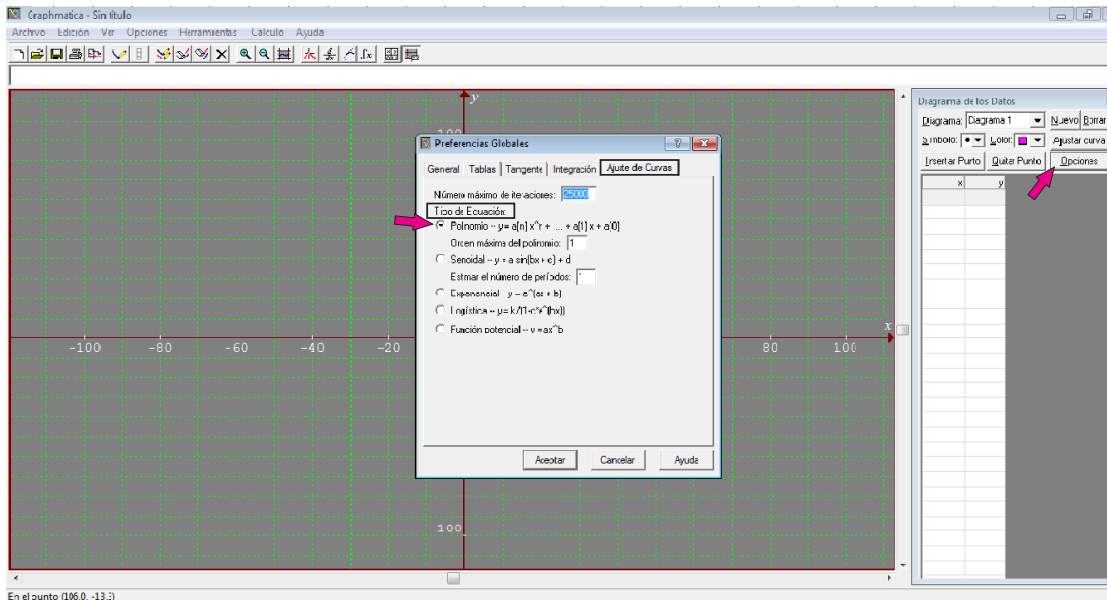 Graphmatica - Sin título
Archivo Edición Ver Opciones Herramientas Cálculo Ayuda
y
100
x
-100 -80 -60 -40 -20 80 100
100
Preferencias Globales
General Tablas Tangente Integración Ajuste de Curvas
Número máximo de iteraciones: 25000
Tipo de Ecuación:
Polinomio -- y= a[n] x^n + ... + a[1] x + a[0]
Orden máximo del polinomio: 1
Senoidal -- y = a sin(bx + c) + d
Estimar el número de períodos:
Exponencial y = e^(ax + b)
Logística -- y= k/(1+
Función potencial -- y =ax^b
Aceptar Cancelar Ayuda
Diagrama de los Datos
Diagrama: Diagrama 1 Nuevo Borrar
Símbolo: Color: Ajustar curva
Insertar Punto Quitar Punto Opciones
x y
En el punto (106.0, -13.3)